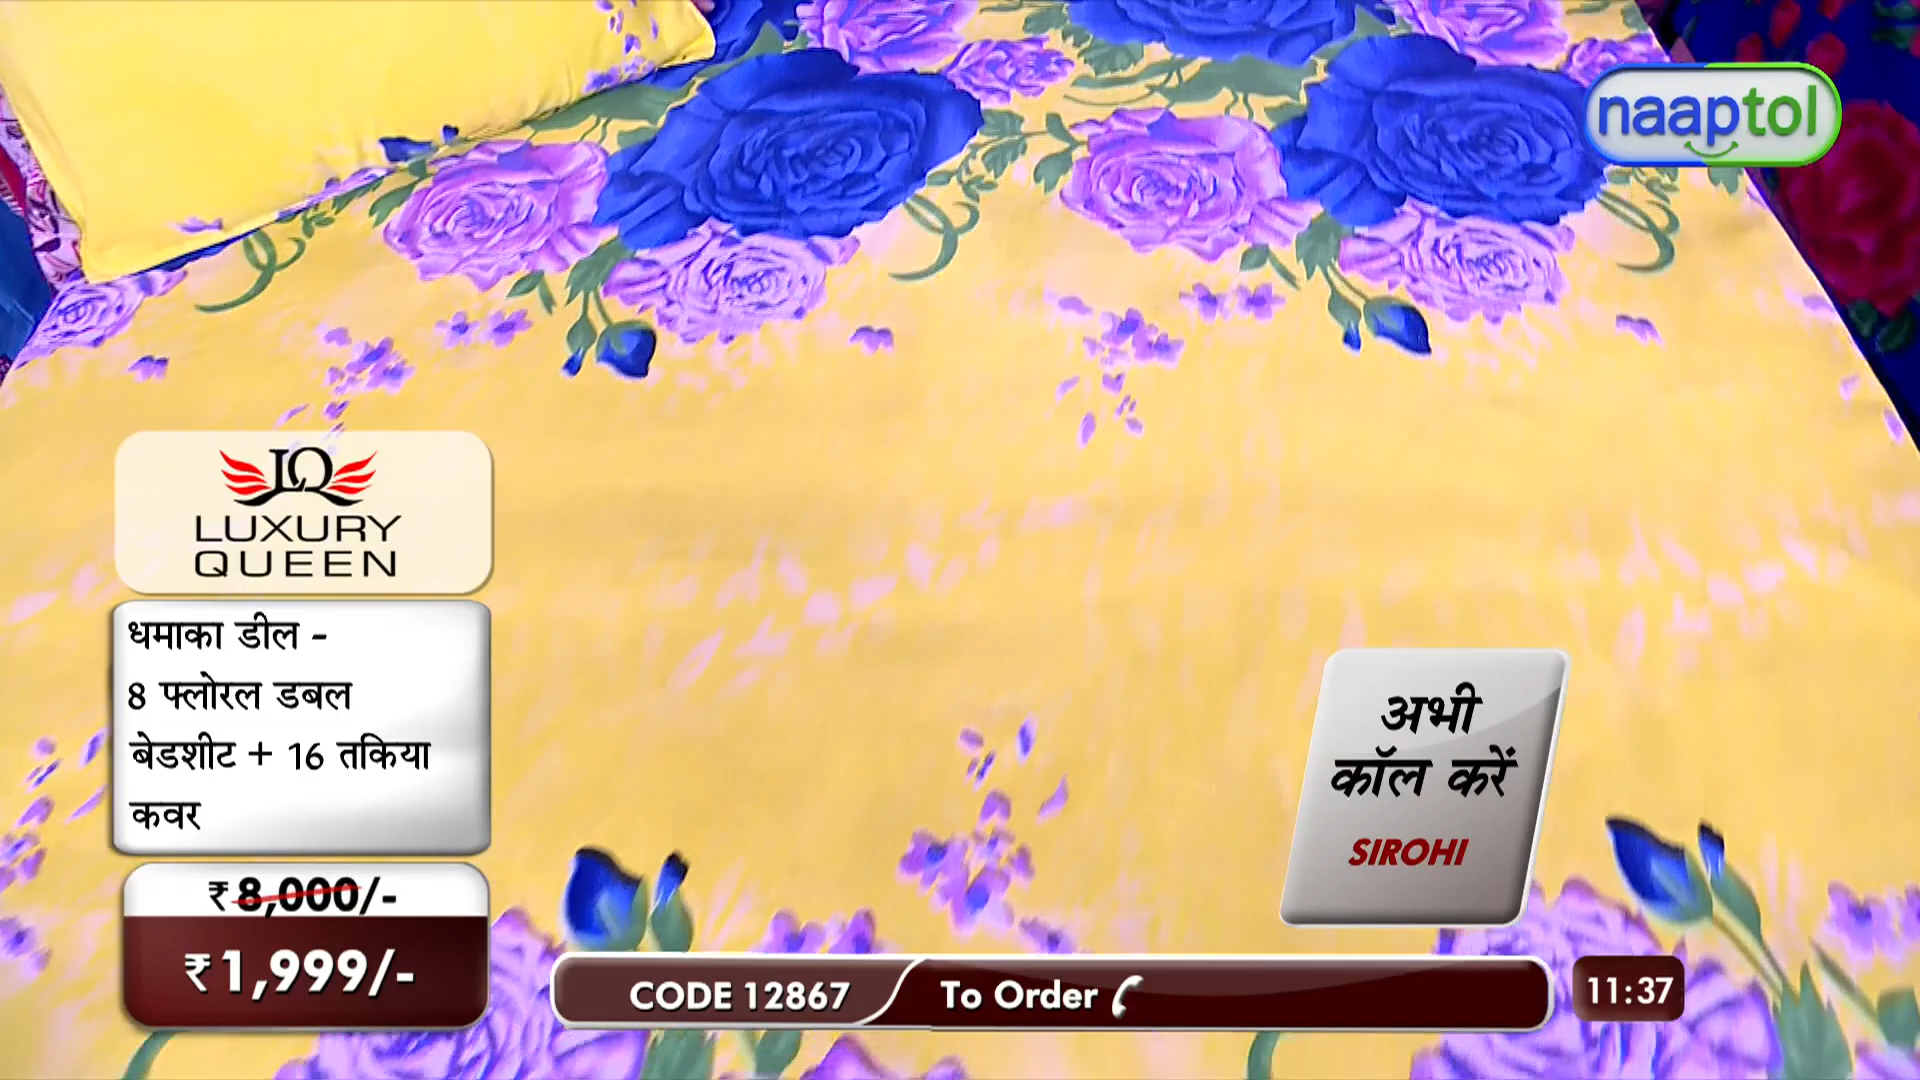 naaptol
LQ
LUXURY
QUEEN
धमाका डील -
8 फ्लोरल डबल
बेडशीट + 16 तकिया
कवर
₹ 8,000/-
₹ 1,999/-
अभी
कॉल करें
SIROHI
CODE 12867
To Order
11:37